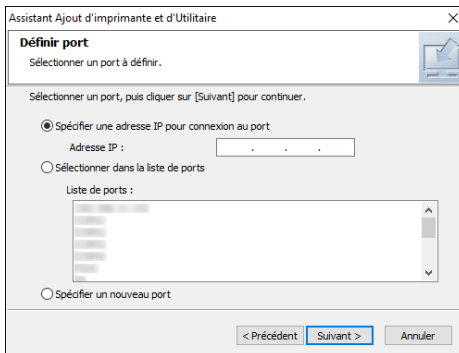 Assistant Ajout d'imprimante et d'Utilitaire
Définir port
Sélectionner un port à définir.
Sélectionner un port, puis cliquer sur [Suivant] pour continuer.
Spécifier une adresse IP pour connexion au port
Adresse IP : . . .
Sélectionner dans la liste de ports
Liste de ports :
Spécifier un nouveau port
< Précédent Suivant > Annuler